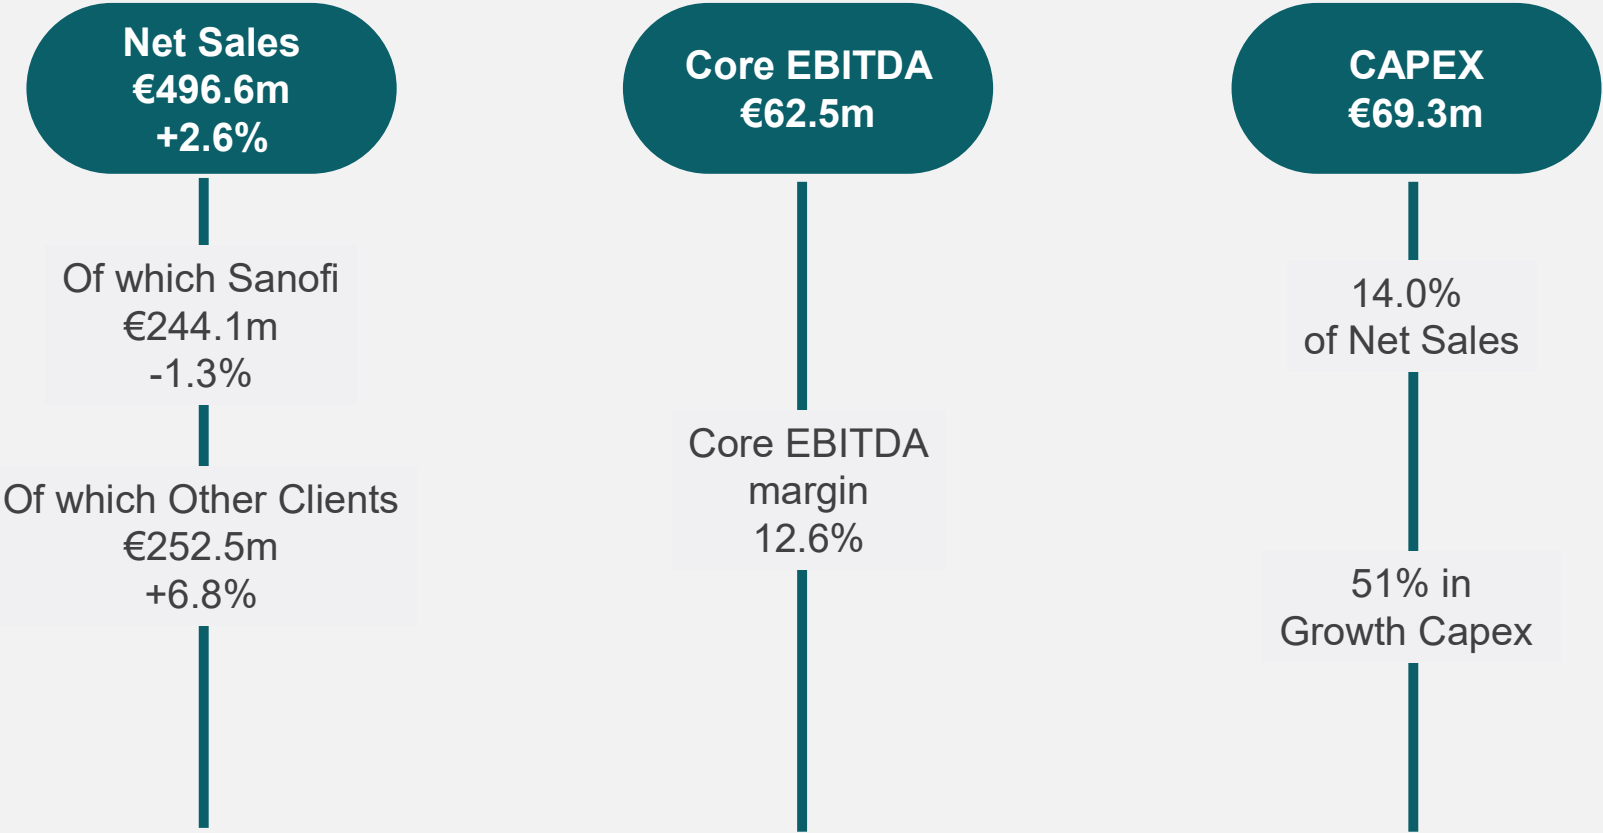 Net Sales
€496.6m
+2.6%
Of which Sanofi
€244.1m
-1.3%
Of which Other Clients
€252.5m
+6.8%
Core EBITDA
€62.5m
Core EBITDA
margin
12.6%
CAPEX
€69.3m
14.0%
of Net Sales
51% in
Growth Capex